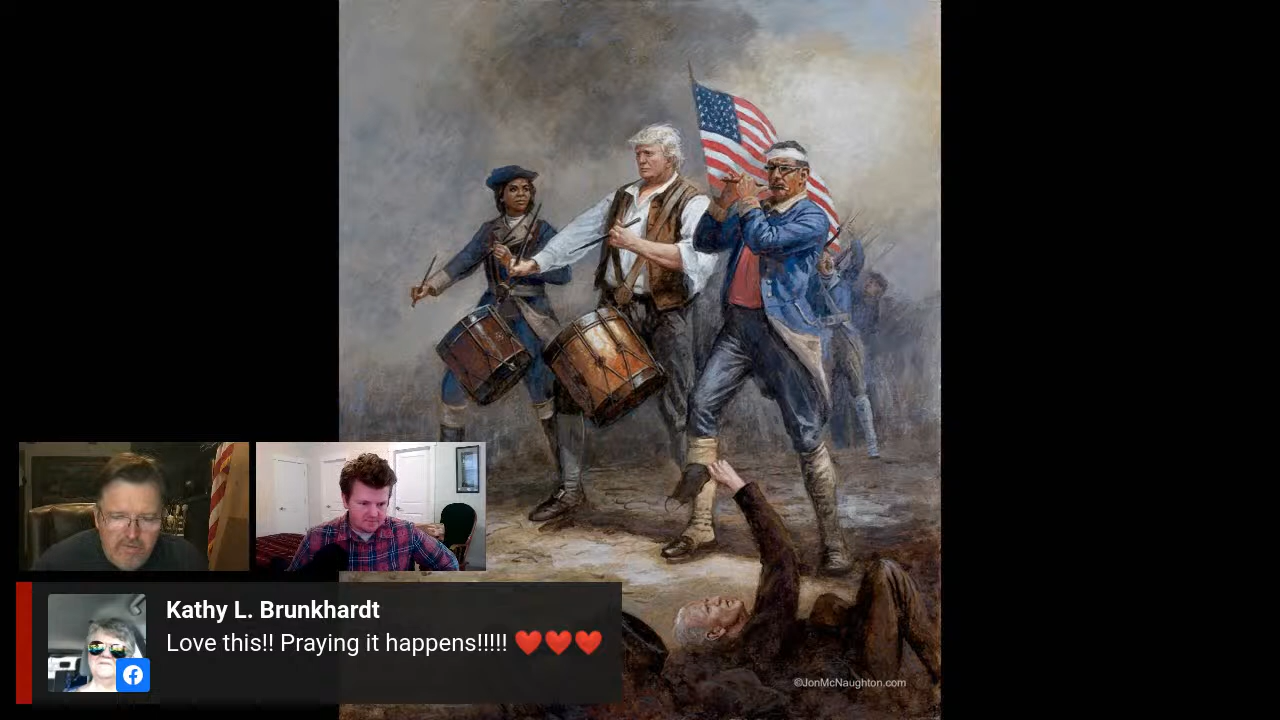 ©JonMcNaughton.com
Kathy L. Brunkhardt
Love this!! Praying it happens!!!!! ❤️❤️❤️